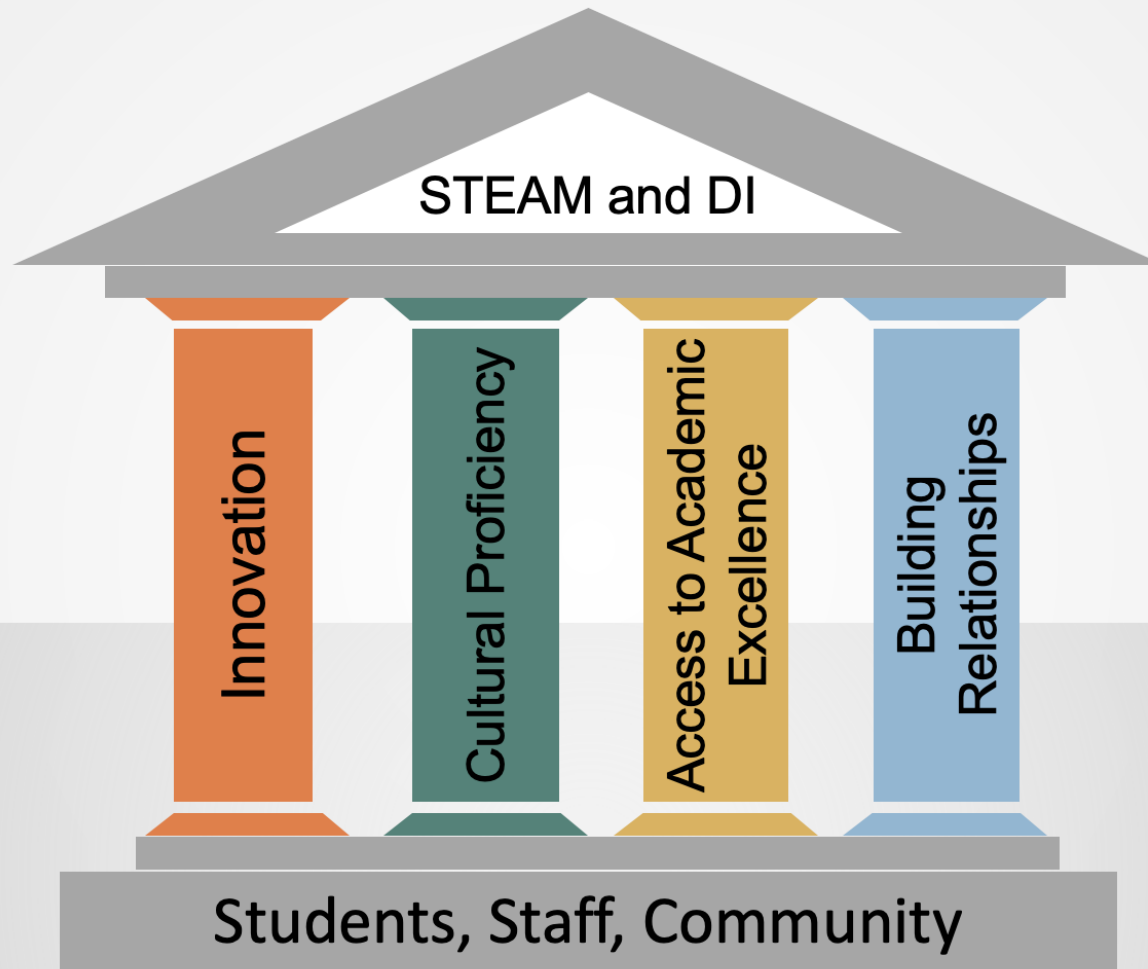 STEAM and DI
Innovation
Cultural Proficiency
Access to Academic
Excellence
Building
Relationships
Students, Staff, Community